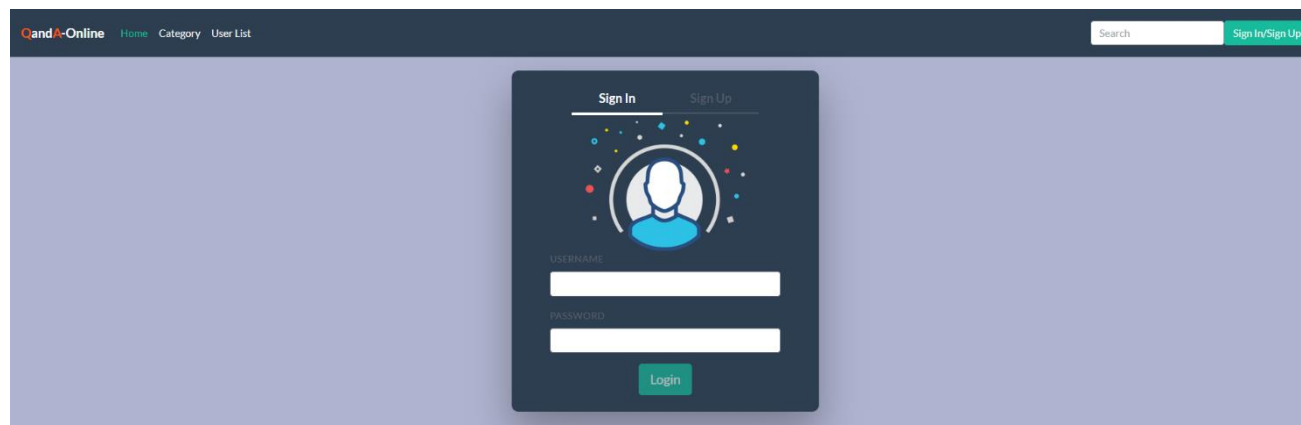 QandA-Online Home Category User List Search Sign In/Sign Up
Sign In Sign Up
USERNAME
PASSWORD
Login